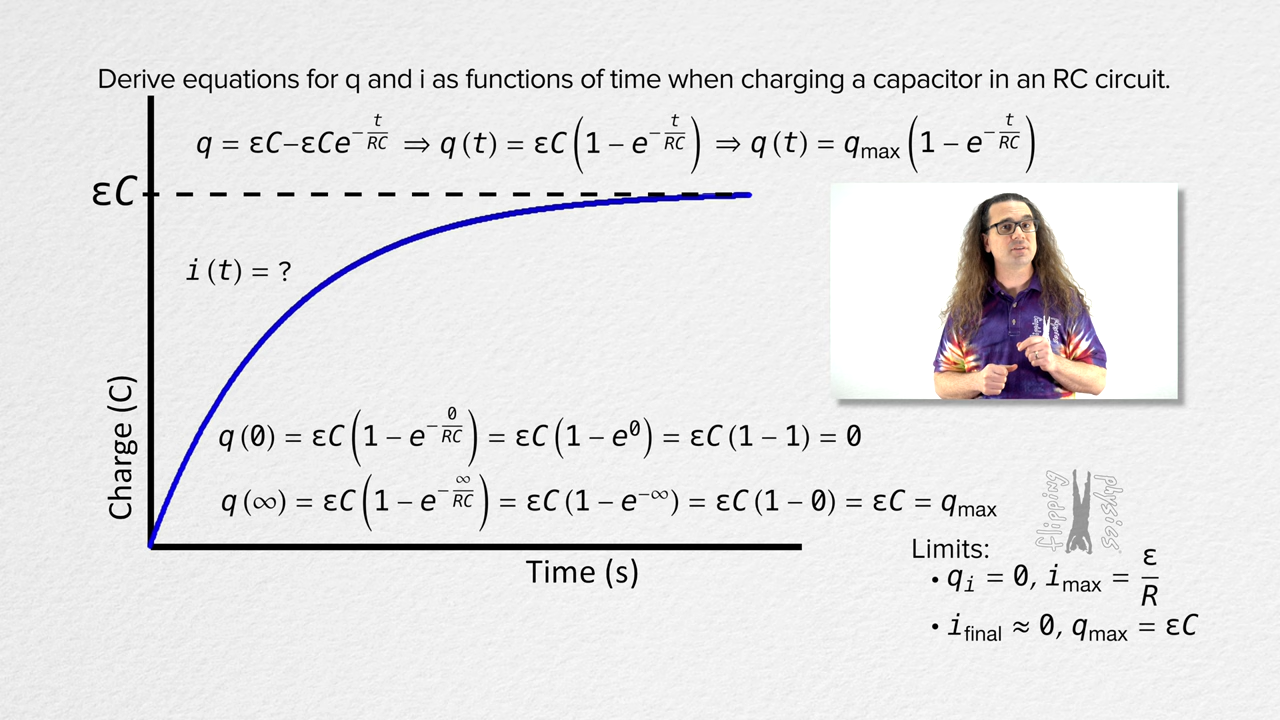 Derive equations for q and i as functions of time when charging a capacitor in an RC circuit.
q = εC−εCe^(−t/RC) ⇒ q(t) = εC(1 − e^(−t/RC)) ⇒ q(t) = q_max(1 − e^(−t/RC))
εC
i(t) = ?
Charge (C)
q(0) = εC(1 − e^(−0/RC)) = εC(1 − e^0) = εC(1 − 1) = 0
q(∞) = εC(1 − e^(−∞/RC)) = εC(1 − e^(−∞)) = εC(1 − 0) = εC = q_max
Time (s)
flipping physics
Limits:
• q_i = 0, i_max = ε/R
• i_final ≈ 0, q_max = εC